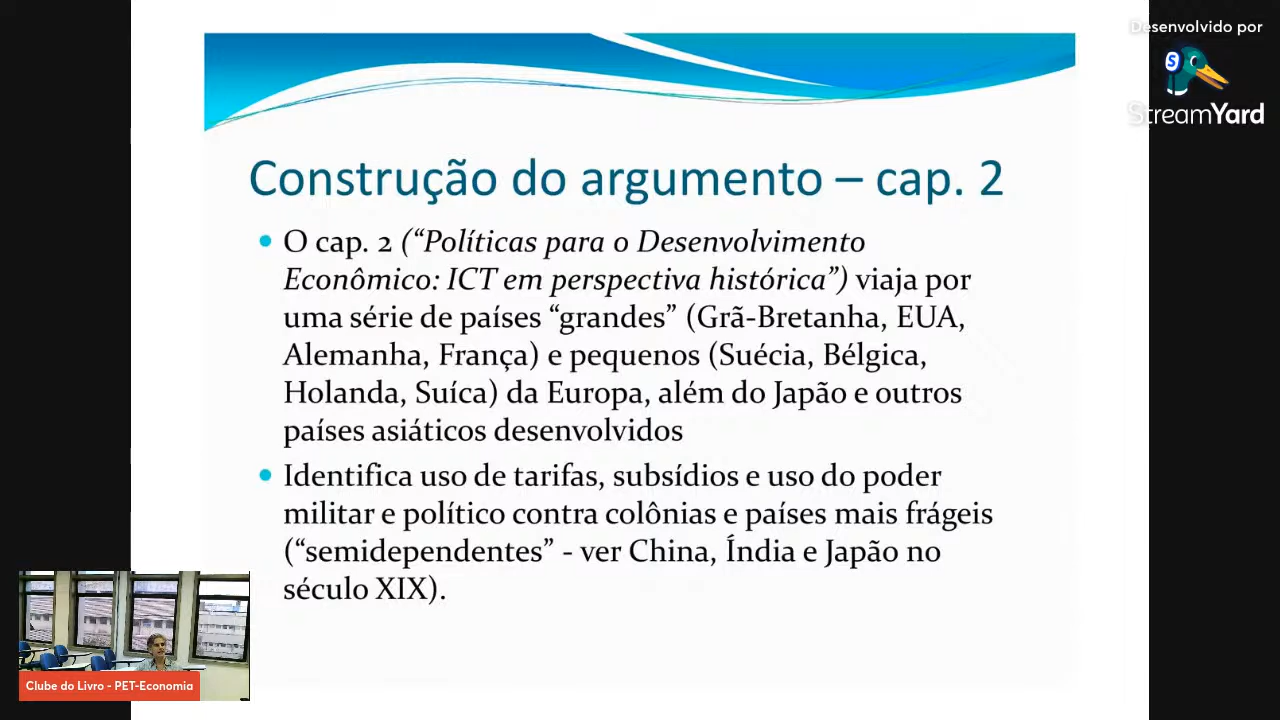 Desenvolvido por
StreamYard
Construção do argumento – cap. 2
• O cap. 2 (“Políticas para o Desenvolvimento
Econômico: ICT em perspectiva histórica”) viaja por
uma série de países “grandes” (Grã-Bretanha, EUA,
Alemanha, França) e pequenos (Suécia, Bélgica,
Holanda, Suíca) da Europa, além do Japão e outros
países asiáticos desenvolvidos
• Identifica uso de tarifas, subsídios e uso do poder
militar e político contra colônias e países mais frágeis
(“semidependentes” - ver China, Índia e Japão no
século XIX).
Clube do Livro - PET-Economia